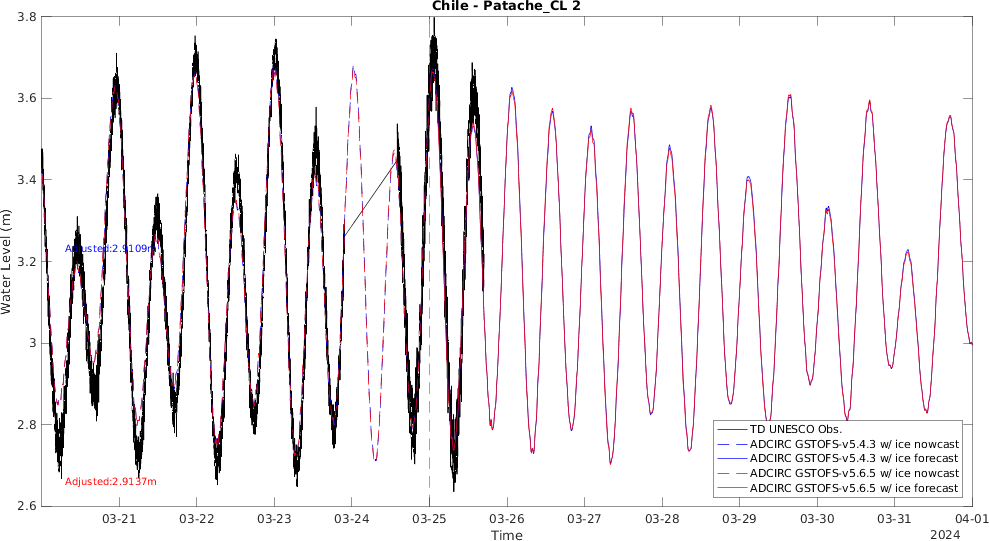 Chile - Patache_CL 2
3.8
3.6
3.4
3.2
3
2.8
2.6
Water Level (m)
Adjusted:2.9109m
Adjusted:2.9137m
TD UNESCO Obs.
ADCIRC GSTOFS-v5.4.3 w/ ice nowcast
ADCIRC GSTOFS-v5.4.3 w/ ice forecast
ADCIRC GSTOFS-v5.6.5 w/ ice nowcast
ADCIRC GSTOFS-v5.6.5 w/ ice forecast
03-21 03-22 03-23 03-24 03-25 03-26 03-27 03-28 03-29 03-30 03-31 04-01
Time
2024